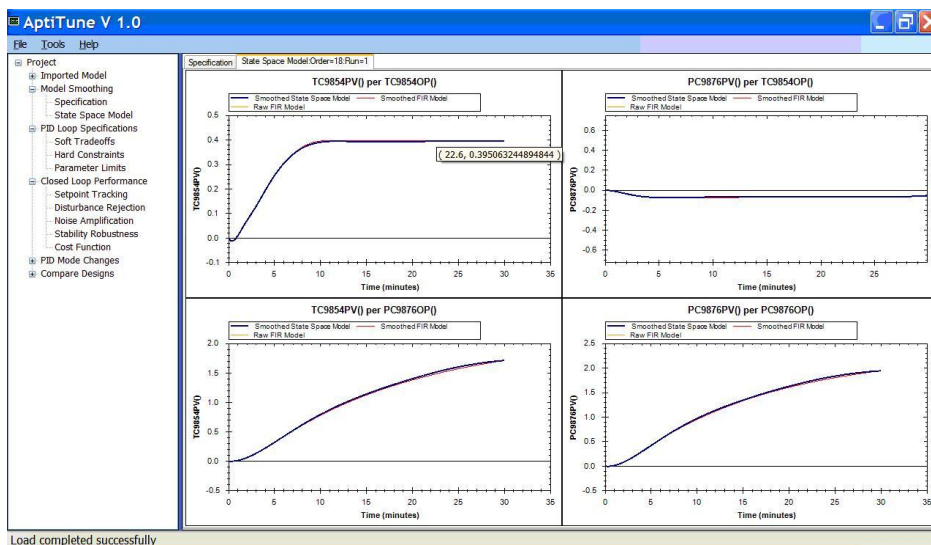 AptiTune V 1.0
File Tools Help
Project
Imported Model
Model Smoothing
Specification
State Space Model
PID Loop Specifications
Soft Tradeoffs
Hard Constraints
Parameter Limits
Closed Loop Performance
Setpoint Tracking
Disturbance Rejection
Noise Amplification
Stability Robustness
Cost Function
PID Mode Changes
Compare Designs
Specification State Space Model:Order=18:Run=1
TC9854PV() per TC9854OP()
Smoothed State Space Model Smoothed FIR Model
Raw FIR Model
TC9854PV()
0.5
0.4
0.3
0.2
0.1
0.0
-0.1
( 22.6, 0.395063244894844 )
0 5 10 15 20 25 30 35
Time (minutes)
PC9876PV() per TC9854OP()
Smoothed State Space Model Smoothed FIR Model
Raw FIR Model
PC9876PV()
0.6
0.4
0.2
0.0
-0.2
-0.4
-0.6
0 5 10 15 20 25
Time (minutes)
TC9854PV() per PC9876OP()
Smoothed State Space Model Smoothed FIR Model
Raw FIR Model
TC9854PV()
2.0
1.5
1.0
0.5
0.0
-0.5
0 5 10 15 20 25 30 35
Time (minutes)
PC9876PV() per PC9876OP()
Smoothed State Space Model Smoothed FIR Model
Raw FIR Model
PC9876PV()
2.5
2.0
1.5
1.0
0.5
0.0
-0.5
0 5 10 15 20 25 30 35
Time (minutes)
Load completed successfully